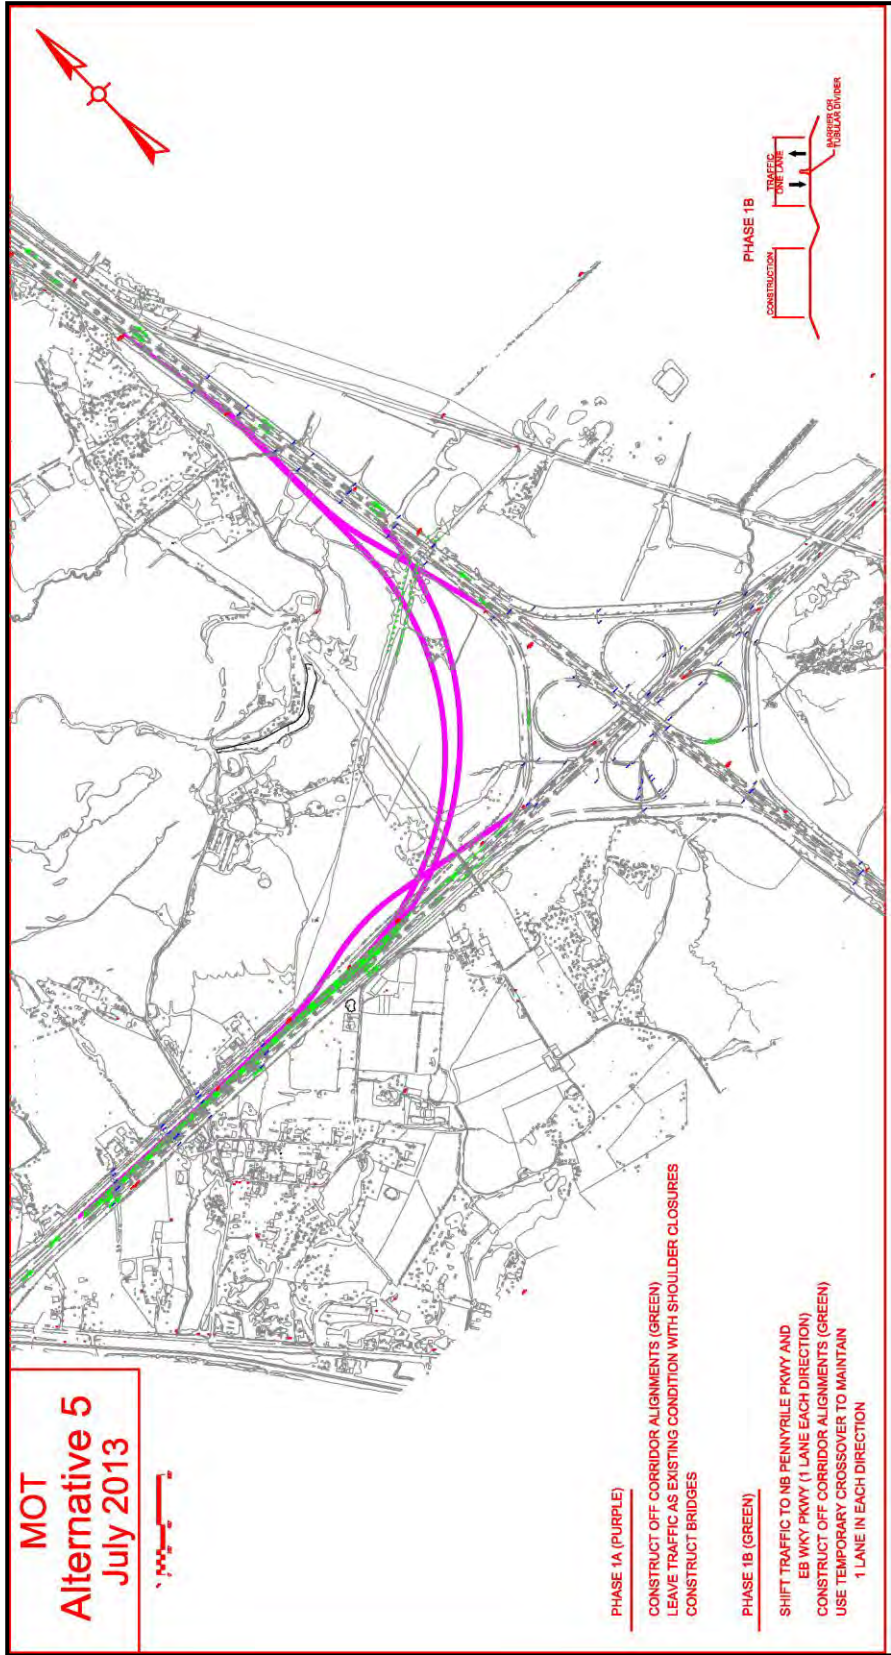 MOT
Alternative 5
July 2013
PHASE 1A (PURPLE)
CONSTRUCT OFF CORRIDOR ALIGNMENTS (GREEN)
LEAVE TRAFFIC AS EXISTING CONDITION WITH SHOULDER CLOSURES
CONSTRUCT BRIDGES
PHASE 1B (GREEN)
SHIFT TRAFFIC TO NB PENNYRILE PKWY AND
EB WKY PKWY (1 LANE EACH DIRECTION)
CONSTRUCT OFF CORRIDOR ALIGNMENTS (GREEN)
USE TEMPORARY CROSSOVER TO MAINTAIN
1 LANE IN EACH DIRECTION
PHASE 1B
CONSTRUCTION
TRAFFIC
ONE LANE
BARRIER OR
TUBULAR DIVIDER